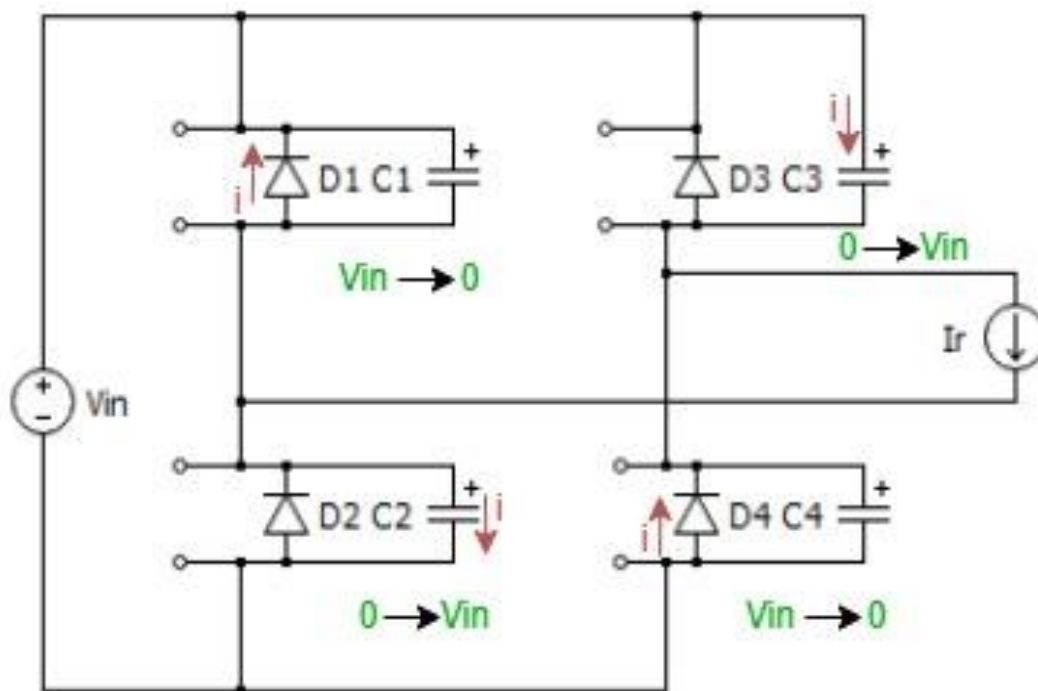 i
+
i D1 C1
+
D3 C3
Vin → 0
0 → Vin
Ir
+
−
Vin
+
D2 C2 i
+
i D4 C4
0 → Vin
Vin → 0